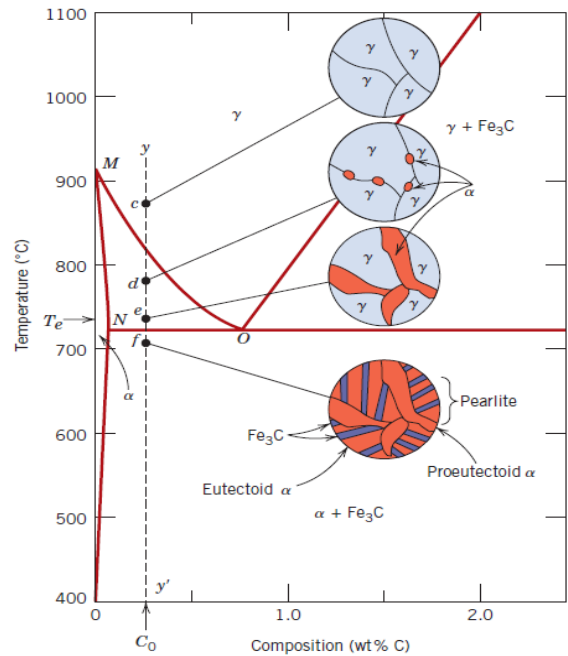 1100
1000
900
800
700
600
500
400
Temperature (°C)
T_e
M
y
γ
c
d
e
f
N
O
α
γ
γ
γ
γ
γ + Fe₃C
γ
γ
γ
γ
α
γ
γ
γ
γ
Pearlite
Fe₃C
Proeutectoid α
Eutectoid α
α + Fe₃C
y'
0
1.0
2.0
C₀
Composition (wt% C)